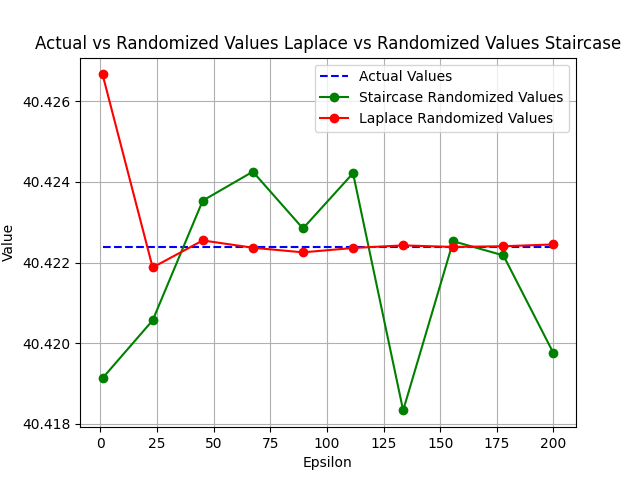 Actual vs Randomized Values Laplace vs Randomized Values Staircase
Actual Values
Staircase Randomized Values
Laplace Randomized Values
40.426
40.424
40.422
40.420
40.418
Value
0 25 50 75 100 125 150 175 200
Epsilon